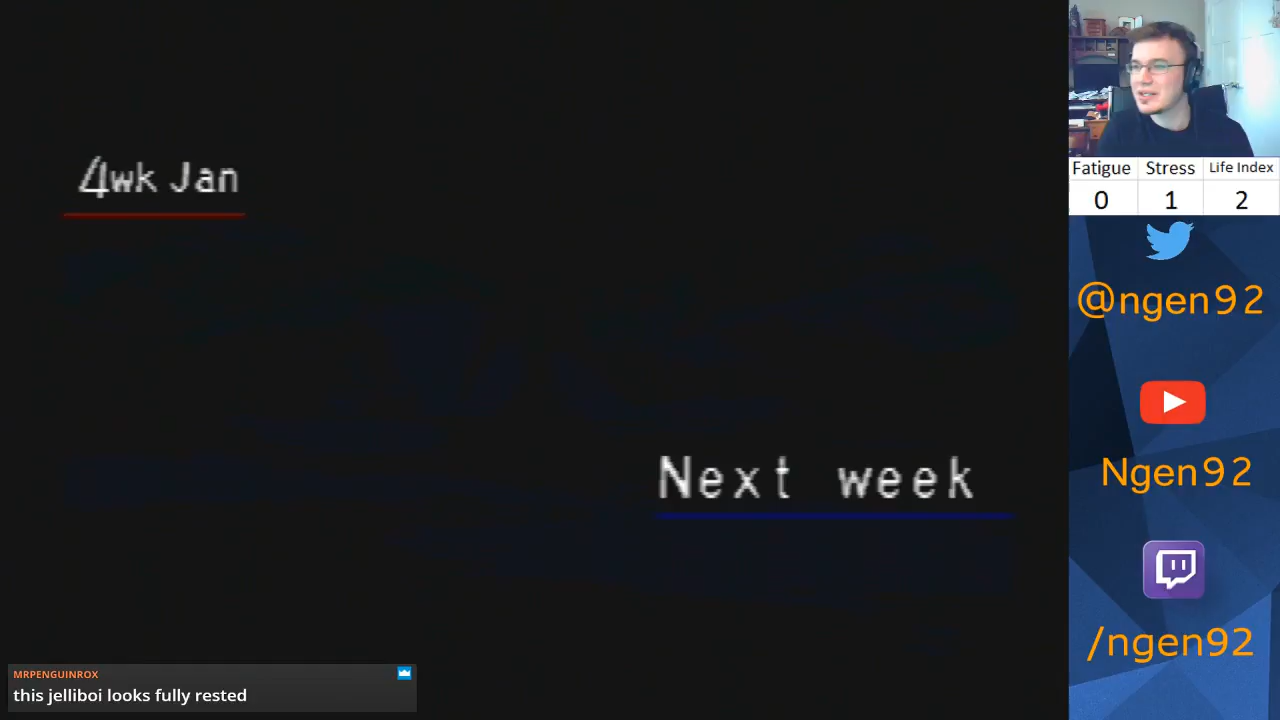 4wk Jan
Next week
Fatigue Stress Life Index
0 1 2
@ngen92
Ngen92
/ngen92
MRPENGUINROX
this jelliboi looks fully rested